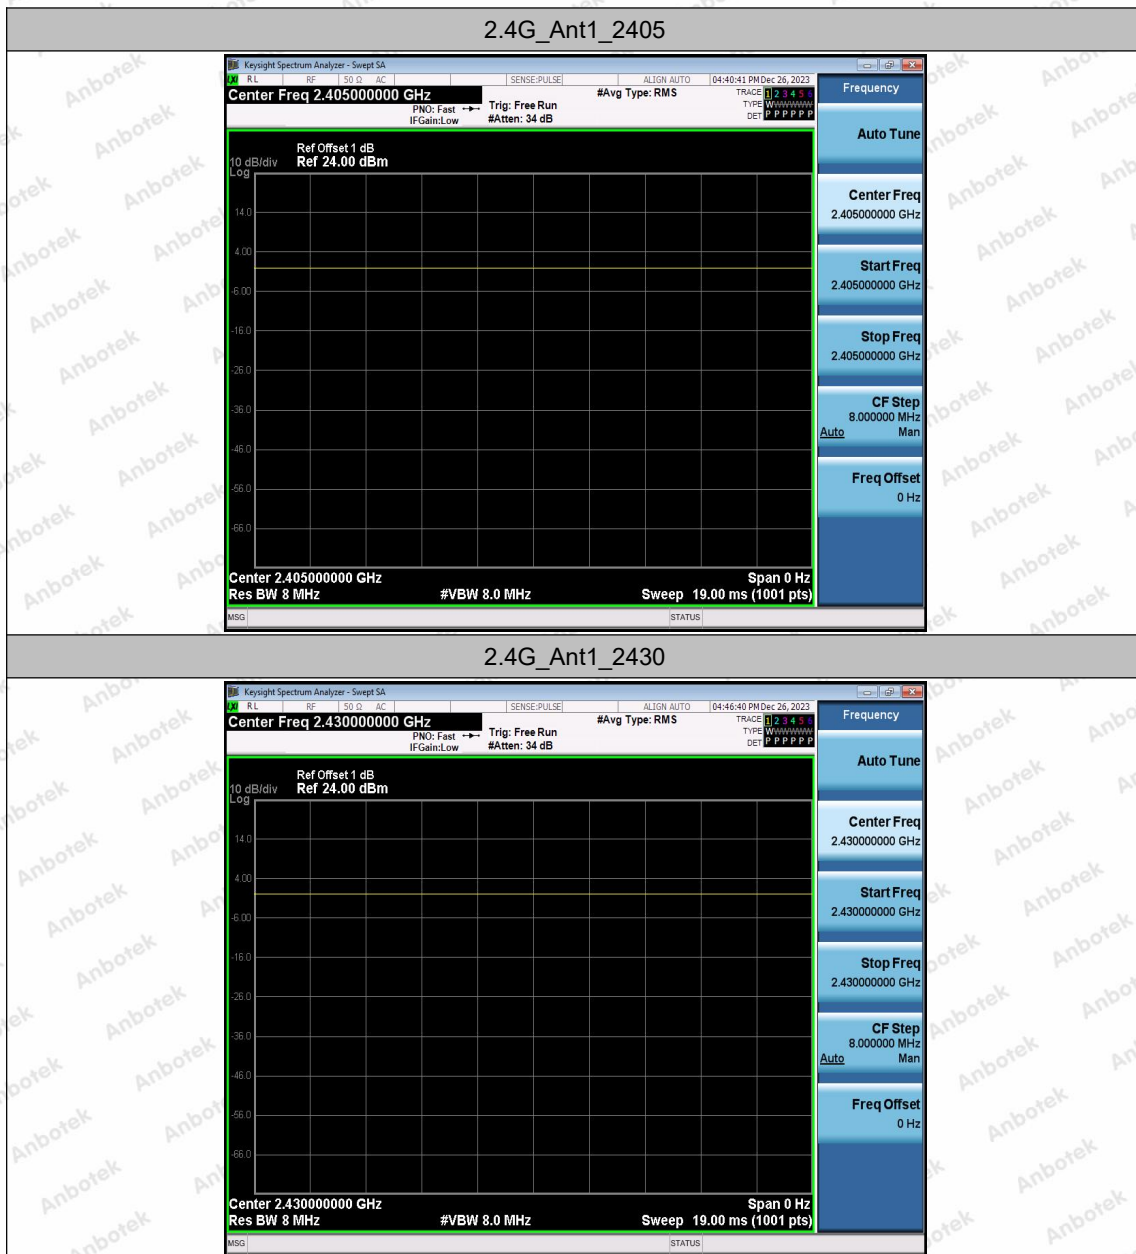 2.4G_Ant1_2405
Keysight Spectrum Analyzer - Swept SA
LXI RL RF 50 Ω AC SENSE:PULSE ALIGN AUTO 04:40:41 PM Dec 26, 2023
Center Freq 2.405000000 GHz
PNO: Fast
IFGain:Low
Trig: Free Run
#Atten: 34 dB
#Avg Type: RMS
TRACE 1 2 3 4 5 6
TYPE W
DET P P P P P P
Frequency
Ref Offset 1 dB
10 dB/div Ref 24.00 dBm
Log
14.0
4.00
-6.00
-16.0
-26.0
-36.0
-46.0
-56.0
-66.0
Center 2.405000000 GHz Span 0 Hz
Res BW 8 MHz #VBW 8.0 MHz Sweep 19.00 ms (1001 pts)
MSG STATUS
Auto Tune
Center Freq
2.405000000 GHz
Start Freq
2.405000000 GHz
Stop Freq
2.405000000 GHz
CF Step
8.000000 MHz
Auto Man
Freq Offset
0 Hz
2.4G_Ant1_2430
Keysight Spectrum Analyzer - Swept SA
LXI RL RF 50 Ω AC SENSE:PULSE ALIGN AUTO 04:46:40 PM Dec 26, 2023
Center Freq 2.430000000 GHz
PNO: Fast
IFGain:Low
Trig: Free Run
#Atten: 34 dB
#Avg Type: RMS
TRACE 1 2 3 4 5 6
TYPE W
DET P P P P P P
Frequency
Ref Offset 1 dB
10 dB/div Ref 24.00 dBm
Log
14.0
4.00
-6.00
-16.0
-26.0
-36.0
-46.0
-56.0
-66.0
Center 2.430000000 GHz Span 0 Hz
Res BW 8 MHz #VBW 8.0 MHz Sweep 19.00 ms (1001 pts)
MSG STATUS
Auto Tune
Center Freq
2.430000000 GHz
Start Freq
2.430000000 GHz
Stop Freq
2.430000000 GHz
CF Step
8.000000 MHz
Auto Man
Freq Offset
0 Hz
Anbotek